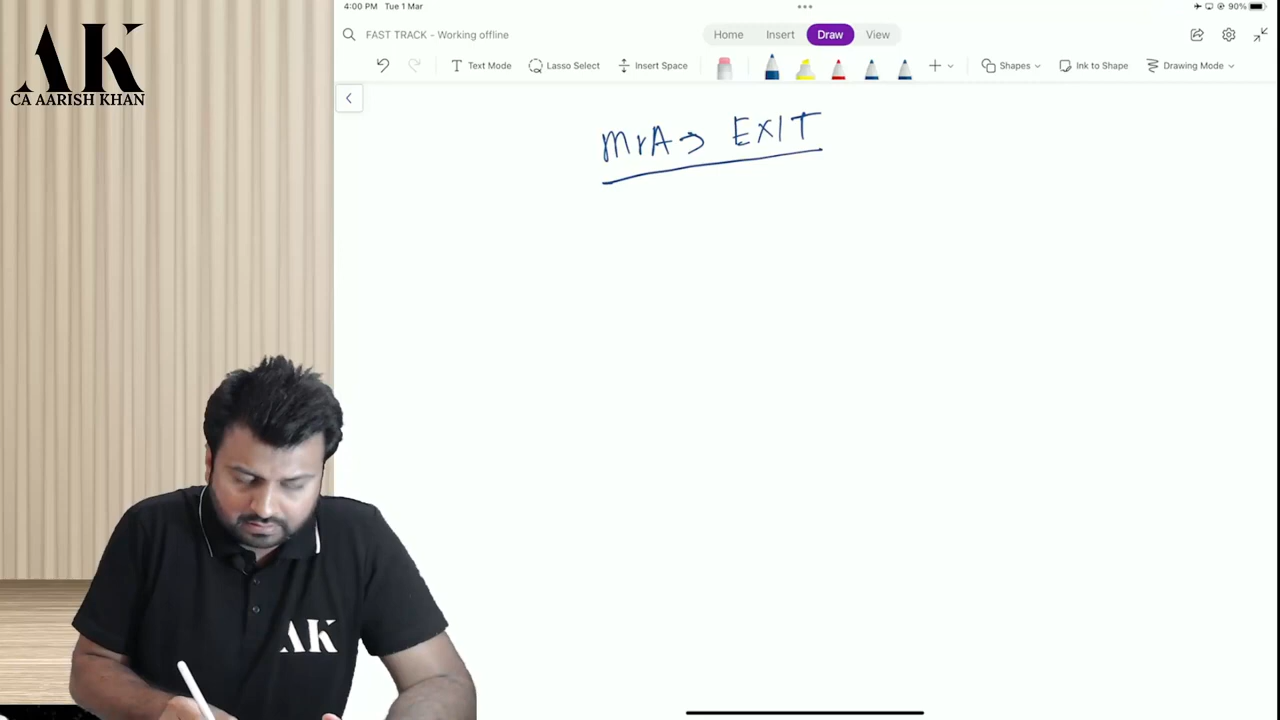 AK
CA AARISH KHAN
4:00 PM Tue 1 Mar
90%
FAST TRACK - Working offline
Home Insert Draw View
Text Mode Lasso Select Insert Space Shapes Ink to Shape Drawing Mode
Mr A → EXIT
AK